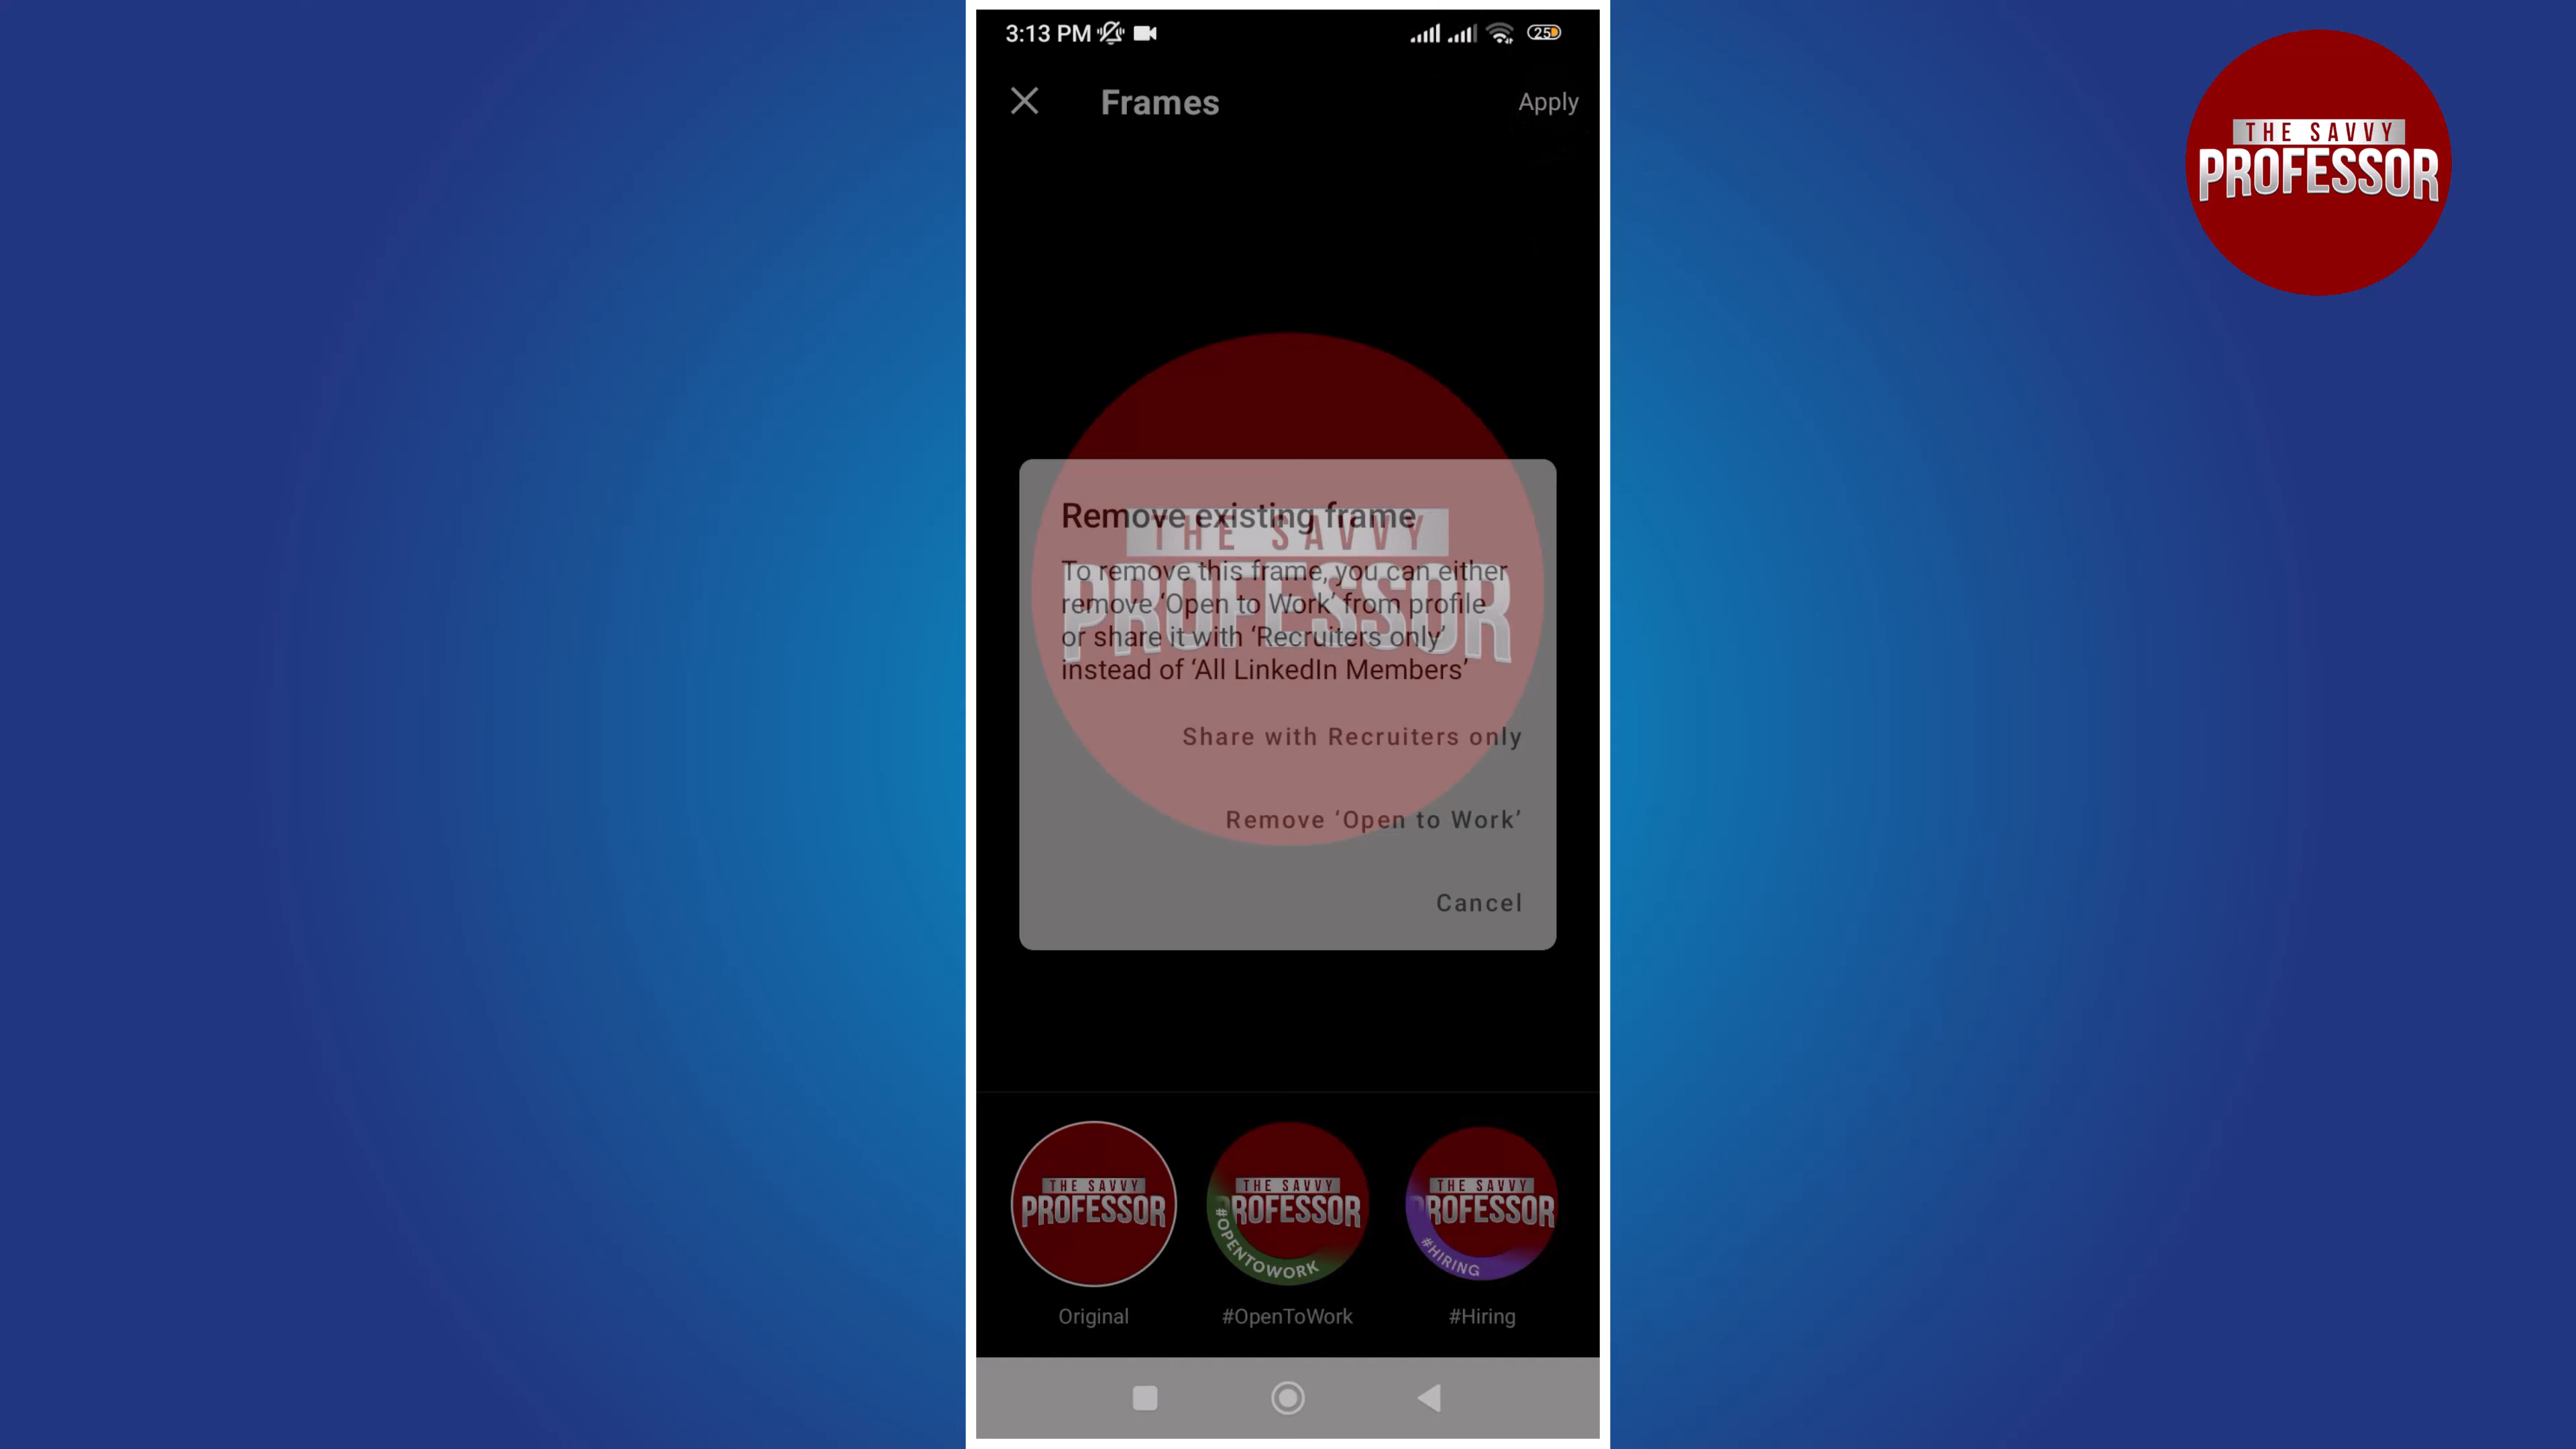 3:13 PM
25
Frames
Apply
THE SAVVY
PROFESSOR
Remove existing frame
THE SAVVY
PROFESSOR
To remove this frame, you can either
remove ‘Open to Work’ from profile
or share it with ‘Recruiters only’
instead of ‘All LinkedIn Members’
Share with Recruiters only
Remove ‘Open to Work’
Cancel
THE SAVVY
PROFESSOR
Original
THE SAVVY
PROFESSOR
#OPENTOWORK
#OpenToWork
THE SAVVY
PROFESSOR
#HIRING
#Hiring